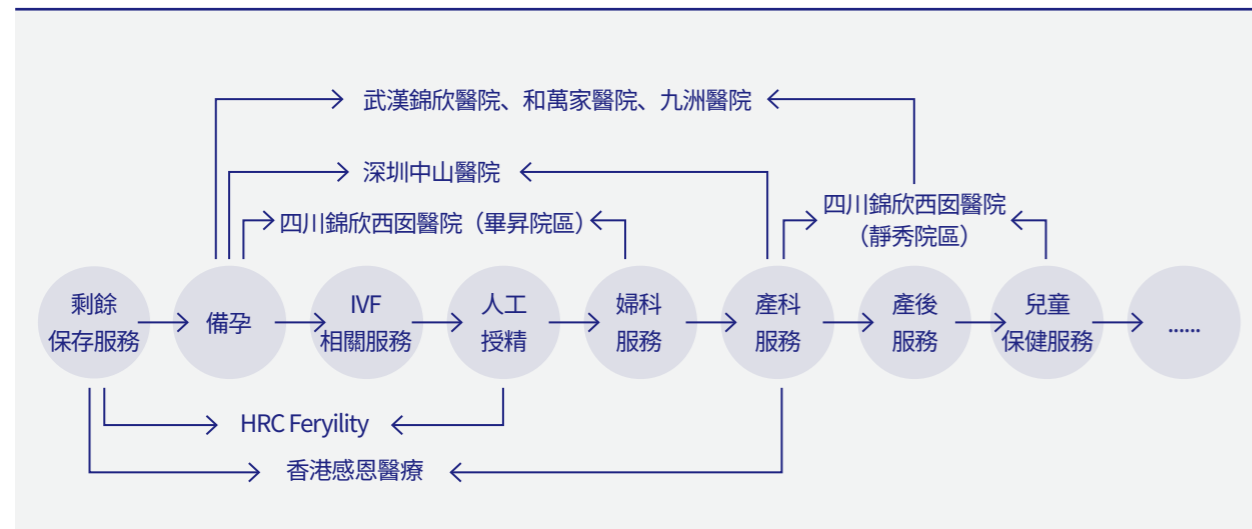 武漢錦欣醫院、和萬家醫院、九洲醫院
深圳中山醫院
四川錦欣西囡醫院（畢昇院區）
四川錦欣西囡醫院
（靜秀院區）
剩餘
保存服務
備孕
IVF
相關服務
人工
授精
婦科
服務
產科
服務
產後
服務
兒童
保健服務
......
HRC Feryility
香港感恩醫療